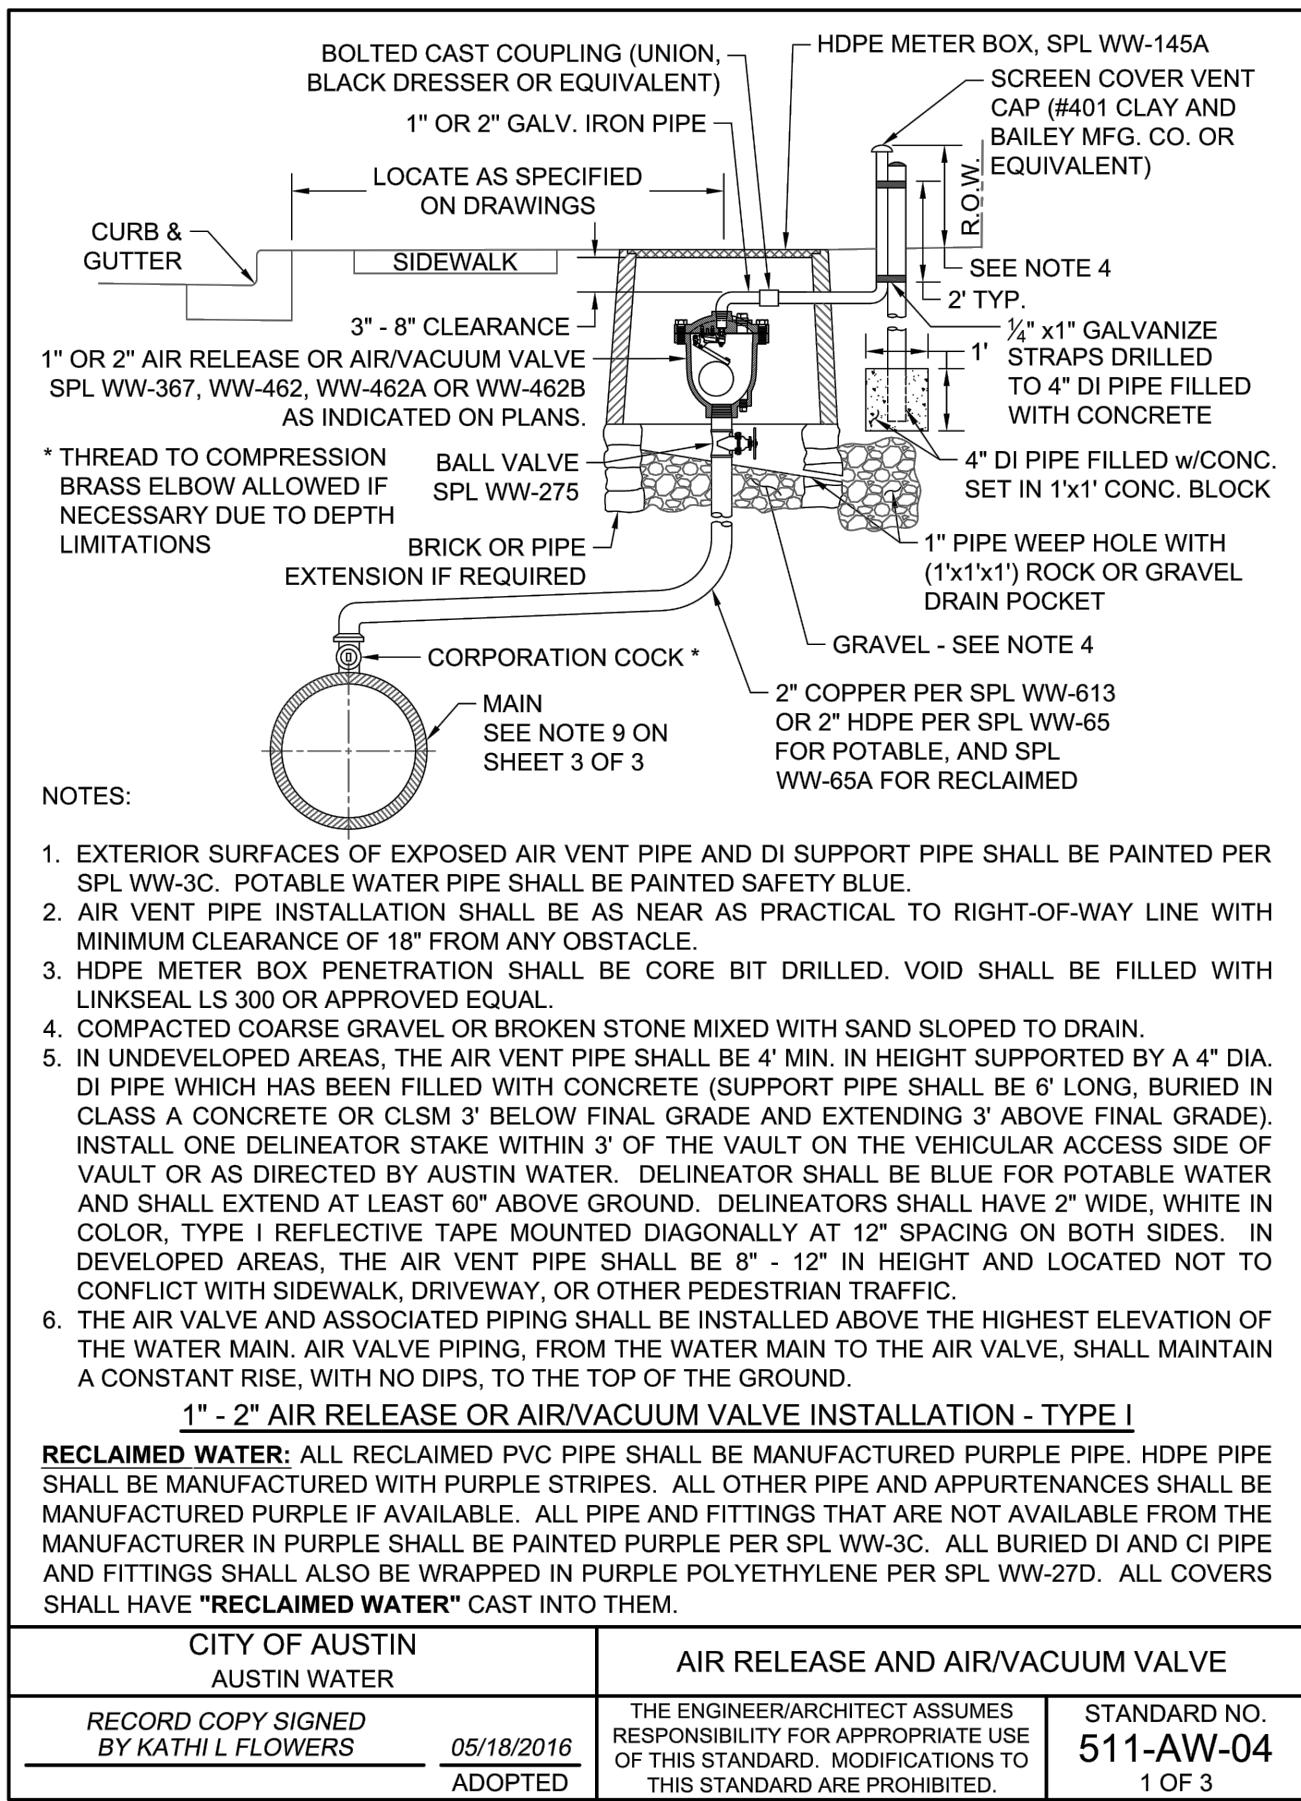 BOLTED CAST COUPLING (UNION,
BLACK DRESSER OR EQUIVALENT)
HDPE METER BOX, SPL WW-145A
SCREEN COVER VENT
CAP (#401 CLAY AND
BAILEY MFG. CO. OR
EQUIVALENT)
1" OR 2" GALV. IRON PIPE
LOCATE AS SPECIFIED
ON DRAWINGS
R.O.W.
CURB &
GUTTER
SIDEWALK
SEE NOTE 4
2' TYP.
3" - 8" CLEARANCE
1" OR 2" AIR RELEASE OR AIR/VACUUM VALVE
SPL WW-367, WW-462, WW-462A OR WW-462B
AS INDICATED ON PLANS.
1'
1/4" x1" GALVANIZE
STRAPS DRILLED
TO 4" DI PIPE FILLED
WITH CONCRETE
* THREAD TO COMPRESSION
BRASS ELBOW ALLOWED IF
NECESSARY DUE TO DEPTH
LIMITATIONS
BALL VALVE
SPL WW-275
4" DI PIPE FILLED w/CONC.
SET IN 1'x1' CONC. BLOCK
BRICK OR PIPE
EXTENSION IF REQUIRED
1" PIPE WEEP HOLE WITH
(1'x1'x1') ROCK OR GRAVEL
DRAIN POCKET
GRAVEL - SEE NOTE 4
CORPORATION COCK *
MAIN
SEE NOTE 9 ON
SHEET 3 OF 3
2" COPPER PER SPL WW-613
OR 2" HDPE PER SPL WW-65
FOR POTABLE, AND SPL
WW-65A FOR RECLAIMED
NOTES:
1. EXTERIOR SURFACES OF EXPOSED AIR VENT PIPE AND DI SUPPORT PIPE SHALL BE PAINTED PER
SPL WW-3C. POTABLE WATER PIPE SHALL BE PAINTED SAFETY BLUE.
2. AIR VENT PIPE INSTALLATION SHALL BE AS NEAR AS PRACTICAL TO RIGHT-OF-WAY LINE WITH
MINIMUM CLEARANCE OF 18" FROM ANY OBSTACLE.
3. HDPE METER BOX PENETRATION SHALL BE CORE BIT DRILLED. VOID SHALL BE FILLED WITH
LINKSEAL LS 300 OR APPROVED EQUAL.
4. COMPACTED COARSE GRAVEL OR BROKEN STONE MIXED WITH SAND SLOPED TO DRAIN.
5. IN UNDEVELOPED AREAS, THE AIR VENT PIPE SHALL BE 4' MIN. IN HEIGHT SUPPORTED BY A 4" DIA.
DI PIPE WHICH HAS BEEN FILLED WITH CONCRETE (SUPPORT PIPE SHALL BE 6' LONG, BURIED IN
CLASS A CONCRETE OR CLSM 3' BELOW FINAL GRADE AND EXTENDING 3' ABOVE FINAL GRADE).
INSTALL ONE DELINEATOR STAKE WITHIN 3' OF THE VAULT ON THE VEHICULAR ACCESS SIDE OF
VAULT OR AS DIRECTED BY AUSTIN WATER. DELINEATOR SHALL BE BLUE FOR POTABLE WATER
AND SHALL EXTEND AT LEAST 60" ABOVE GROUND. DELINEATORS SHALL HAVE 2" WIDE, WHITE IN
COLOR, TYPE I REFLECTIVE TAPE MOUNTED DIAGONALLY AT 12" SPACING ON BOTH SIDES. IN
DEVELOPED AREAS, THE AIR VENT PIPE SHALL BE 8" - 12" IN HEIGHT AND LOCATED NOT TO
CONFLICT WITH SIDEWALK, DRIVEWAY, OR OTHER PEDESTRIAN TRAFFIC.
6. THE AIR VALVE AND ASSOCIATED PIPING SHALL BE INSTALLED ABOVE THE HIGHEST ELEVATION OF
THE WATER MAIN. AIR VALVE PIPING, FROM THE WATER MAIN TO THE AIR VALVE, SHALL MAINTAIN
A CONSTANT RISE, WITH NO DIPS, TO THE TOP OF THE GROUND.
1" - 2" AIR RELEASE OR AIR/VACUUM VALVE INSTALLATION - TYPE I
RECLAIMED WATER: ALL RECLAIMED PVC PIPE SHALL BE MANUFACTURED PURPLE PIPE. HDPE PIPE
SHALL BE MANUFACTURED WITH PURPLE STRIPES. ALL OTHER PIPE AND APPURTENANCES SHALL BE
MANUFACTURED PURPLE IF AVAILABLE. ALL PIPE AND FITTINGS THAT ARE NOT AVAILABLE FROM THE
MANUFACTURER IN PURPLE SHALL BE PAINTED PURPLE PER SPL WW-3C. ALL BURIED DI AND CI PIPE
AND FITTINGS SHALL ALSO BE WRAPPED IN PURPLE POLYETHYLENE PER SPL WW-27D. ALL COVERS
SHALL HAVE "RECLAIMED WATER" CAST INTO THEM.
CITY OF AUSTIN
AUSTIN WATER
AIR RELEASE AND AIR/VACUUM VALVE
RECORD COPY SIGNED
BY KATHI L FLOWERS
05/18/2016
ADOPTED
THE ENGINEER/ARCHITECT ASSUMES
RESPONSIBILITY FOR APPROPRIATE USE
OF THIS STANDARD. MODIFICATIONS TO
THIS STANDARD ARE PROHIBITED.
STANDARD NO.
511-AW-04
1 OF 3